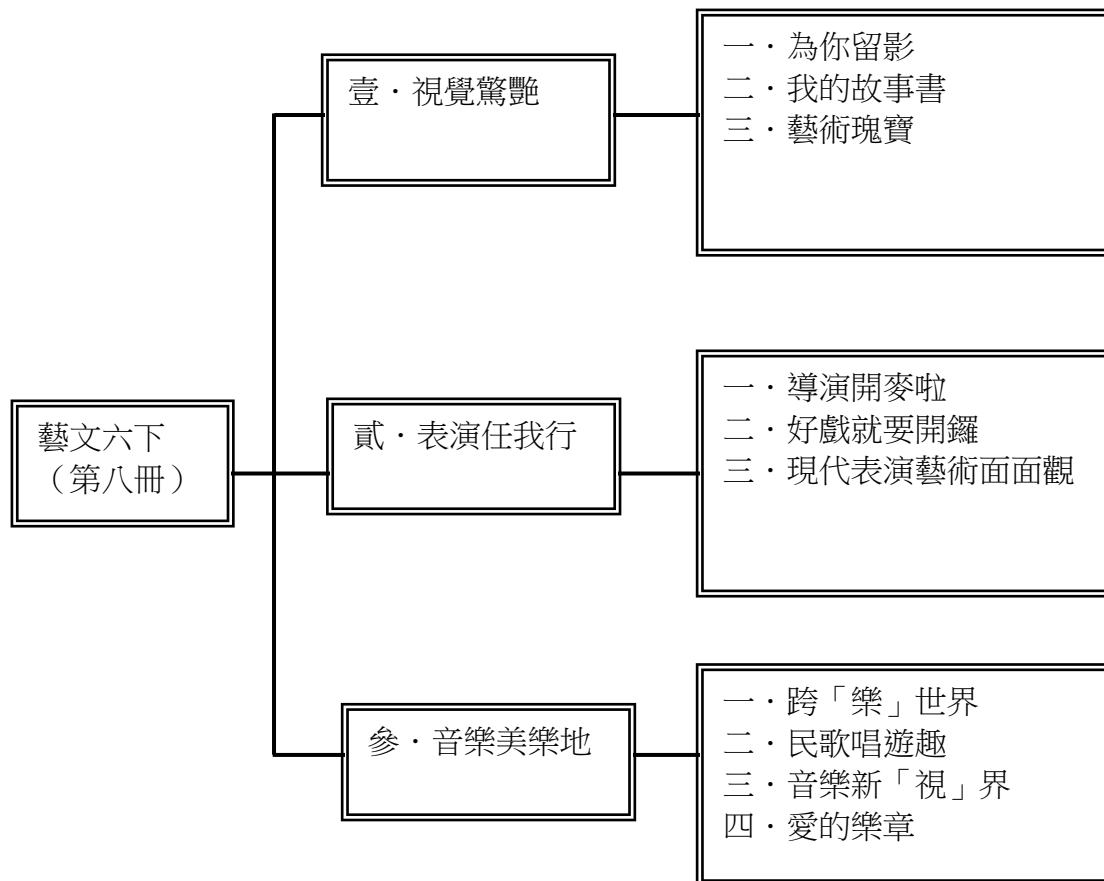 藝文六下
（第八冊）
壹．視覺驚艷
一．為你留影
二．我的故事書
三．藝術瑰寶
貳．表演任我行
一．導演開麥啦
二．好戲就要開鑼
三．現代表演藝術面面觀
參．音樂美樂地
一．跨「樂」世界
二．民歌唱遊趣
三．音樂新「視」界
四．愛的樂章